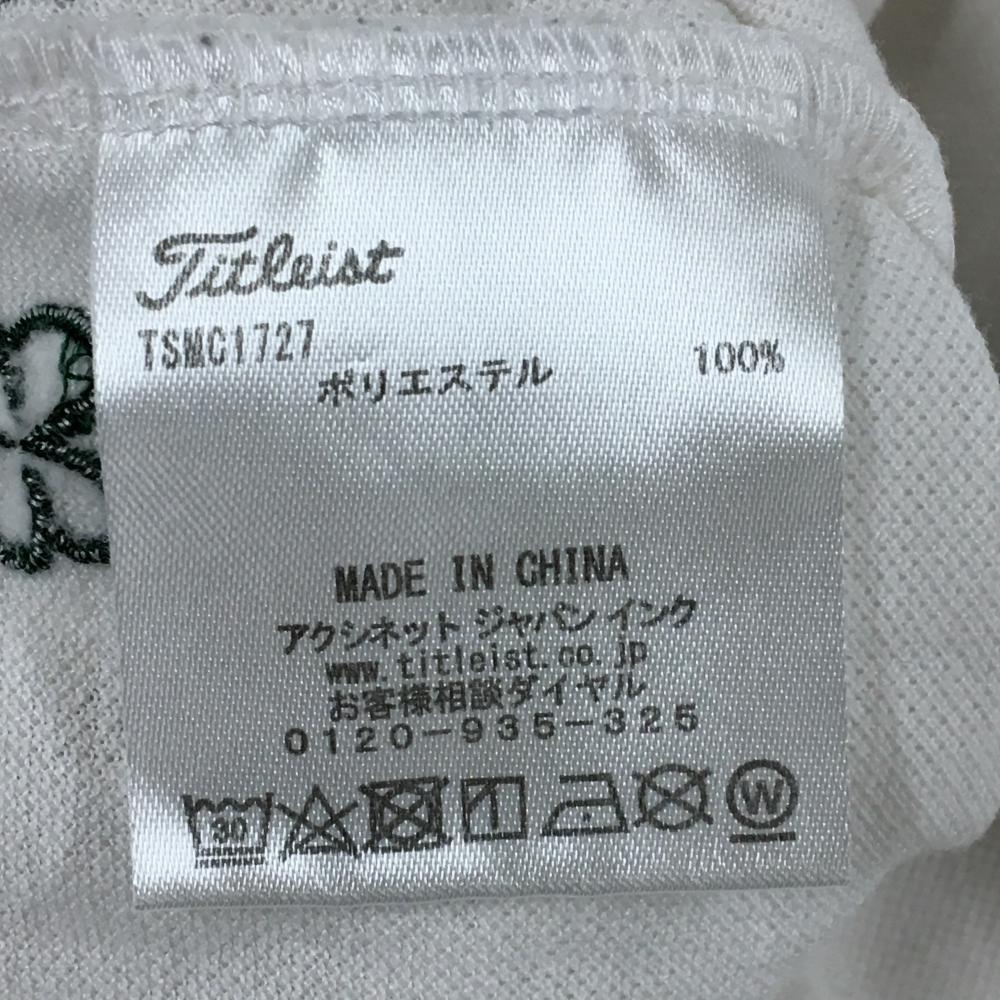 Titleist
TSMC1727
ポリエステル 100%
MADE IN CHINA
アクシネット ジャパン インク
www.titleist.co.jp
お客様相談ダイヤル
0120-935-325
30
W